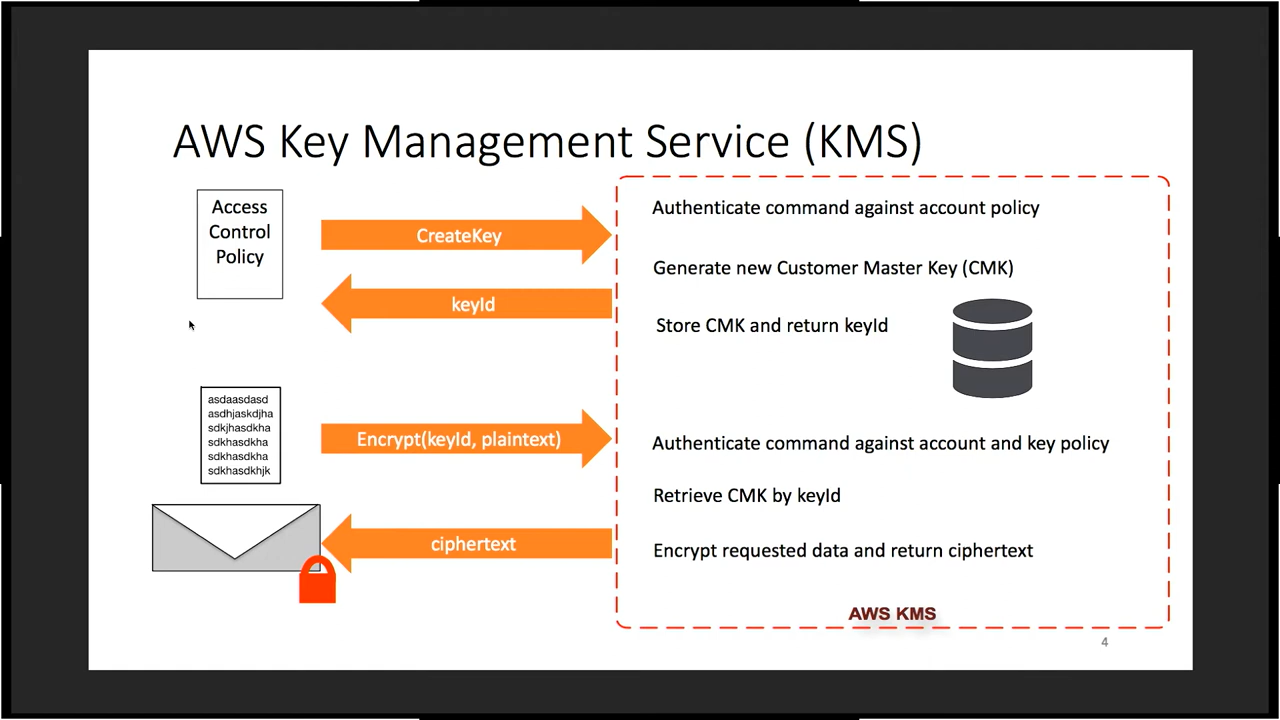 AWS Key Management Service (KMS)
Access
Control
Policy
CreateKey
keyId
Authenticate command against account policy
Generate new Customer Master Key (CMK)
Store CMK and return keyId
asdaasdasd
asdhjaskdjha
sdkjhasdkha
sdkhasdkha
sdkhasdkha
sdkhasdkhjk
Encrypt(keyId, plaintext)
ciphertext
Authenticate command against account and key policy
Retrieve CMK by keyId
Encrypt requested data and return ciphertext
AWS KMS
4